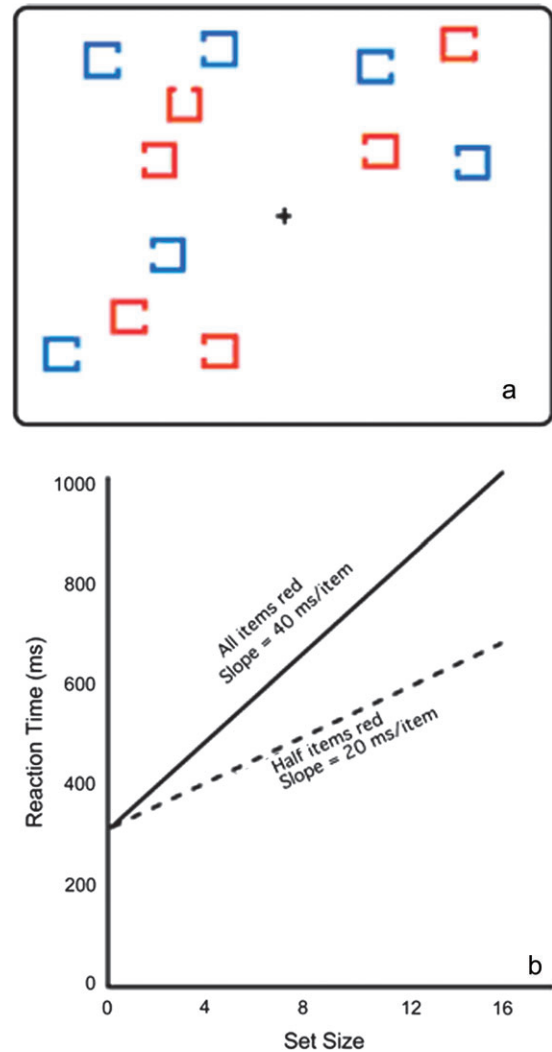 a
1000
800
600
400
200
0
Reaction Time (ms)
All items red
Slope = 40 ms/item
Half items red
Slope = 20 ms/item
b
0 4 8 12 16
Set Size